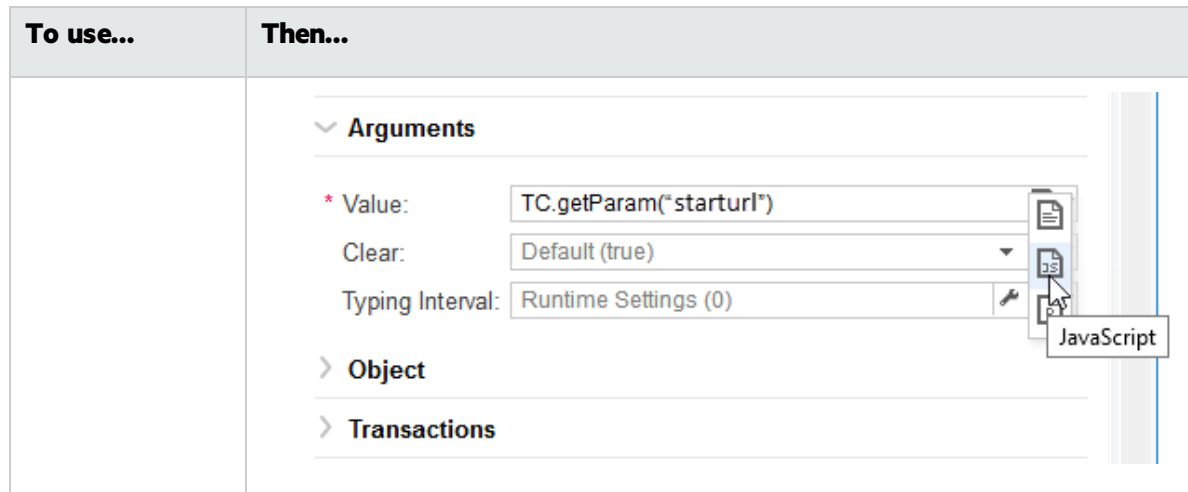 To use... Then...
Arguments
* Value: TC.getParam(“starturl”)
Clear: Default (true)
Typing Interval: Runtime Settings (0)
JS
JavaScript
Object
Transactions